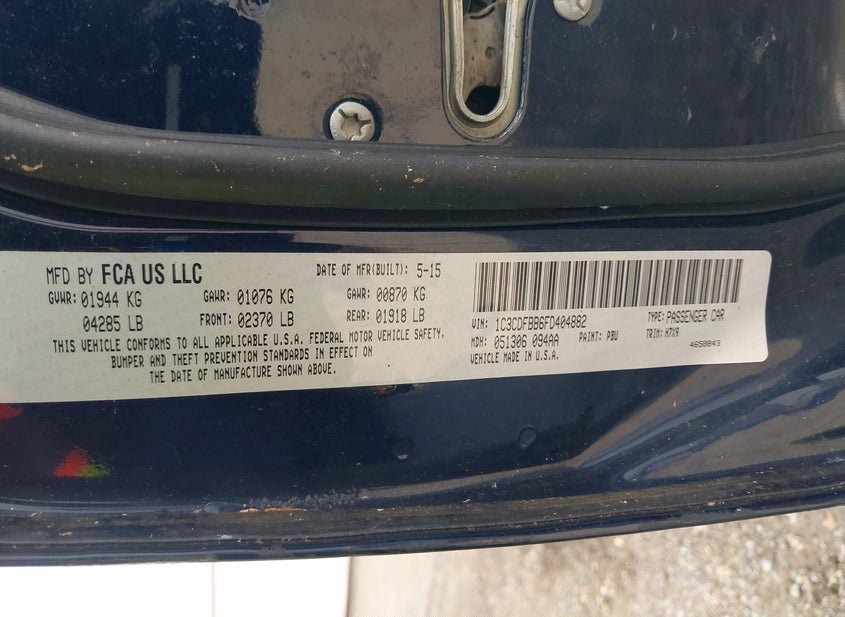 MFD BY FCA US LLC
DATE OF MFR(BUILT): 5-15
GVWR: 01944 KG
GAWR: 01076 KG
GAWR: 00870 KG
04285 LB
FRONT: 02370 LB
REAR: 01918 LB
THIS VEHICLE CONFORMS TO ALL APPLICABLE U.S.A. FEDERAL MOTOR VEHICLE SAFETY,
BUMPER AND THEFT PREVENTION STANDARDS IN EFFECT ON
THE DATE OF MANUFACTURE SHOWN ABOVE.
VIN: 1C3CDFBB6FD404882
TYPE: PASSENGER CAR
MDH: 051306 094AA
PAINT: PBU
TRIM: H7X9
VEHICLE MADE IN U.S.A.
4658843